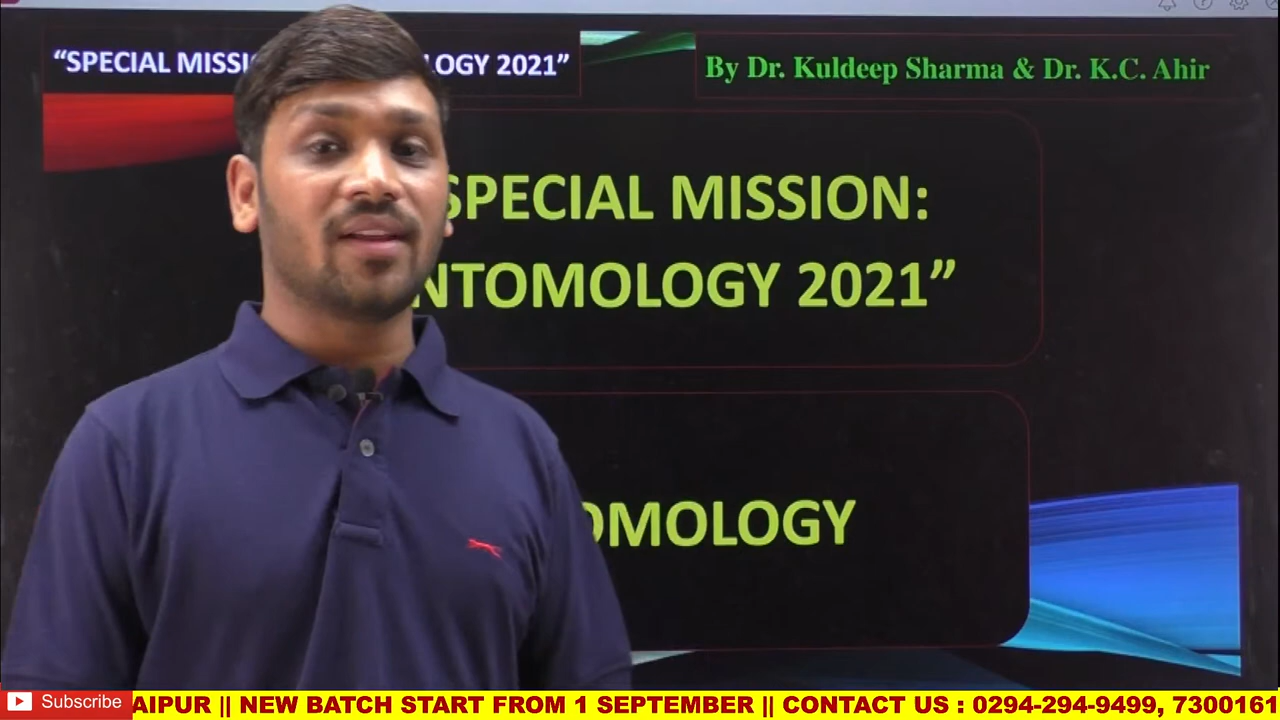 “SPECIAL MISSI LOGY 2021”
By Dr. Kuldeep Sharma & Dr. K.C. Ahir
SPECIAL MISSION:
NTOMOLOGY 2021”
OMOLOGY
Subscribe
AIPUR || NEW BATCH START FROM 1 SEPTEMBER || CONTACT US : 0294-294-9499, 7300161